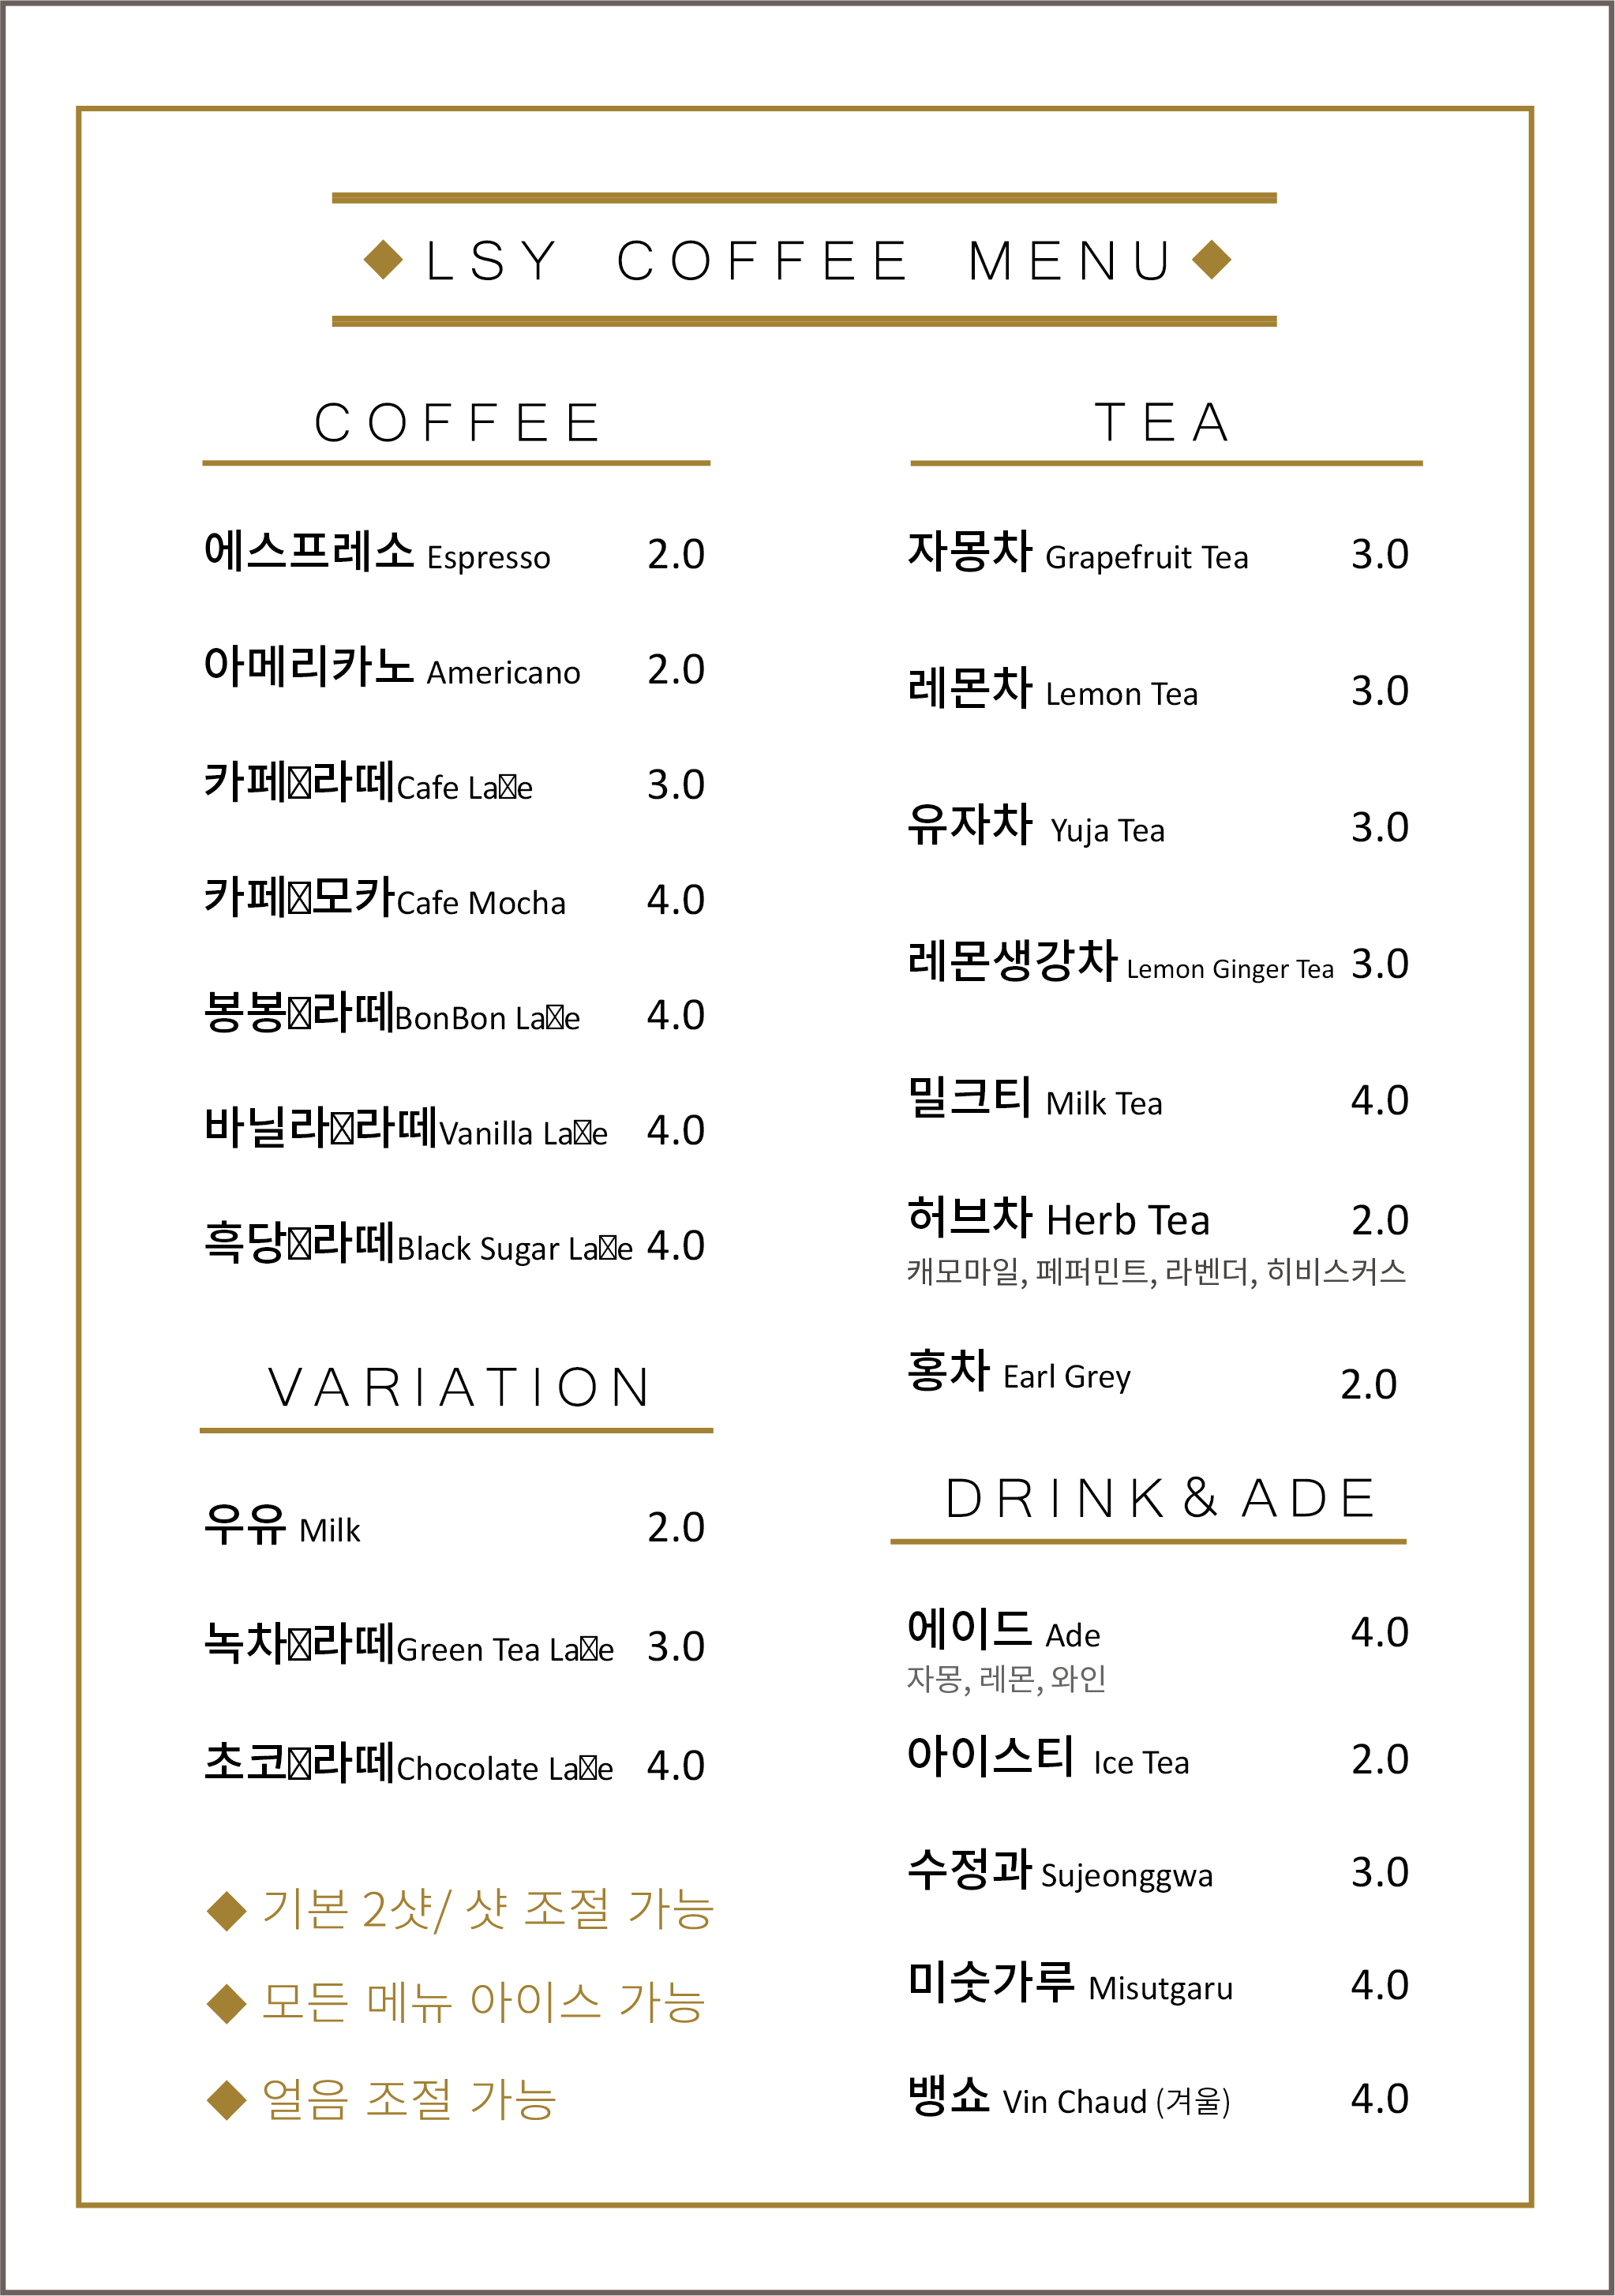 LSY COFFEE MENU
COFFEE
에스프레소 Espresso 2.0
아메리카노 Americano 2.0
카페 라떼Cafe La□e 3.0
카페 모카Cafe Mocha 4.0
봉봉 라떼BonBon La□e 4.0
바닐라 라떼Vanilla La□e 4.0
흑당 라떼Black Sugar La□e 4.0
VARIATION
우유 Milk 2.0
녹차 라떼Green Tea La□e 3.0
초코 라떼Chocolate La□e 4.0
기본 2샷/ 샷 조절 가능
모든 메뉴 아이스 가능
얼음 조절 가능
TEA
자몽차 Grapefruit Tea 3.0
레몬차 Lemon Tea 3.0
유자차 Yuja Tea 3.0
레몬생강차 Lemon Ginger Tea 3.0
밀크티 Milk Tea 4.0
허브차 Herb Tea 2.0
캐모마일, 페퍼민트, 라벤더, 히비스커스
홍차 Earl Grey 2.0
DRINK& ADE
에이드 Ade 4.0
자몽, 레몬, 와인
아이스티 Ice Tea 2.0
수정과 Sujeonggwa 3.0
미숫가루 Misutgaru 4.0
뱅쇼 Vin Chaud (겨울) 4.0